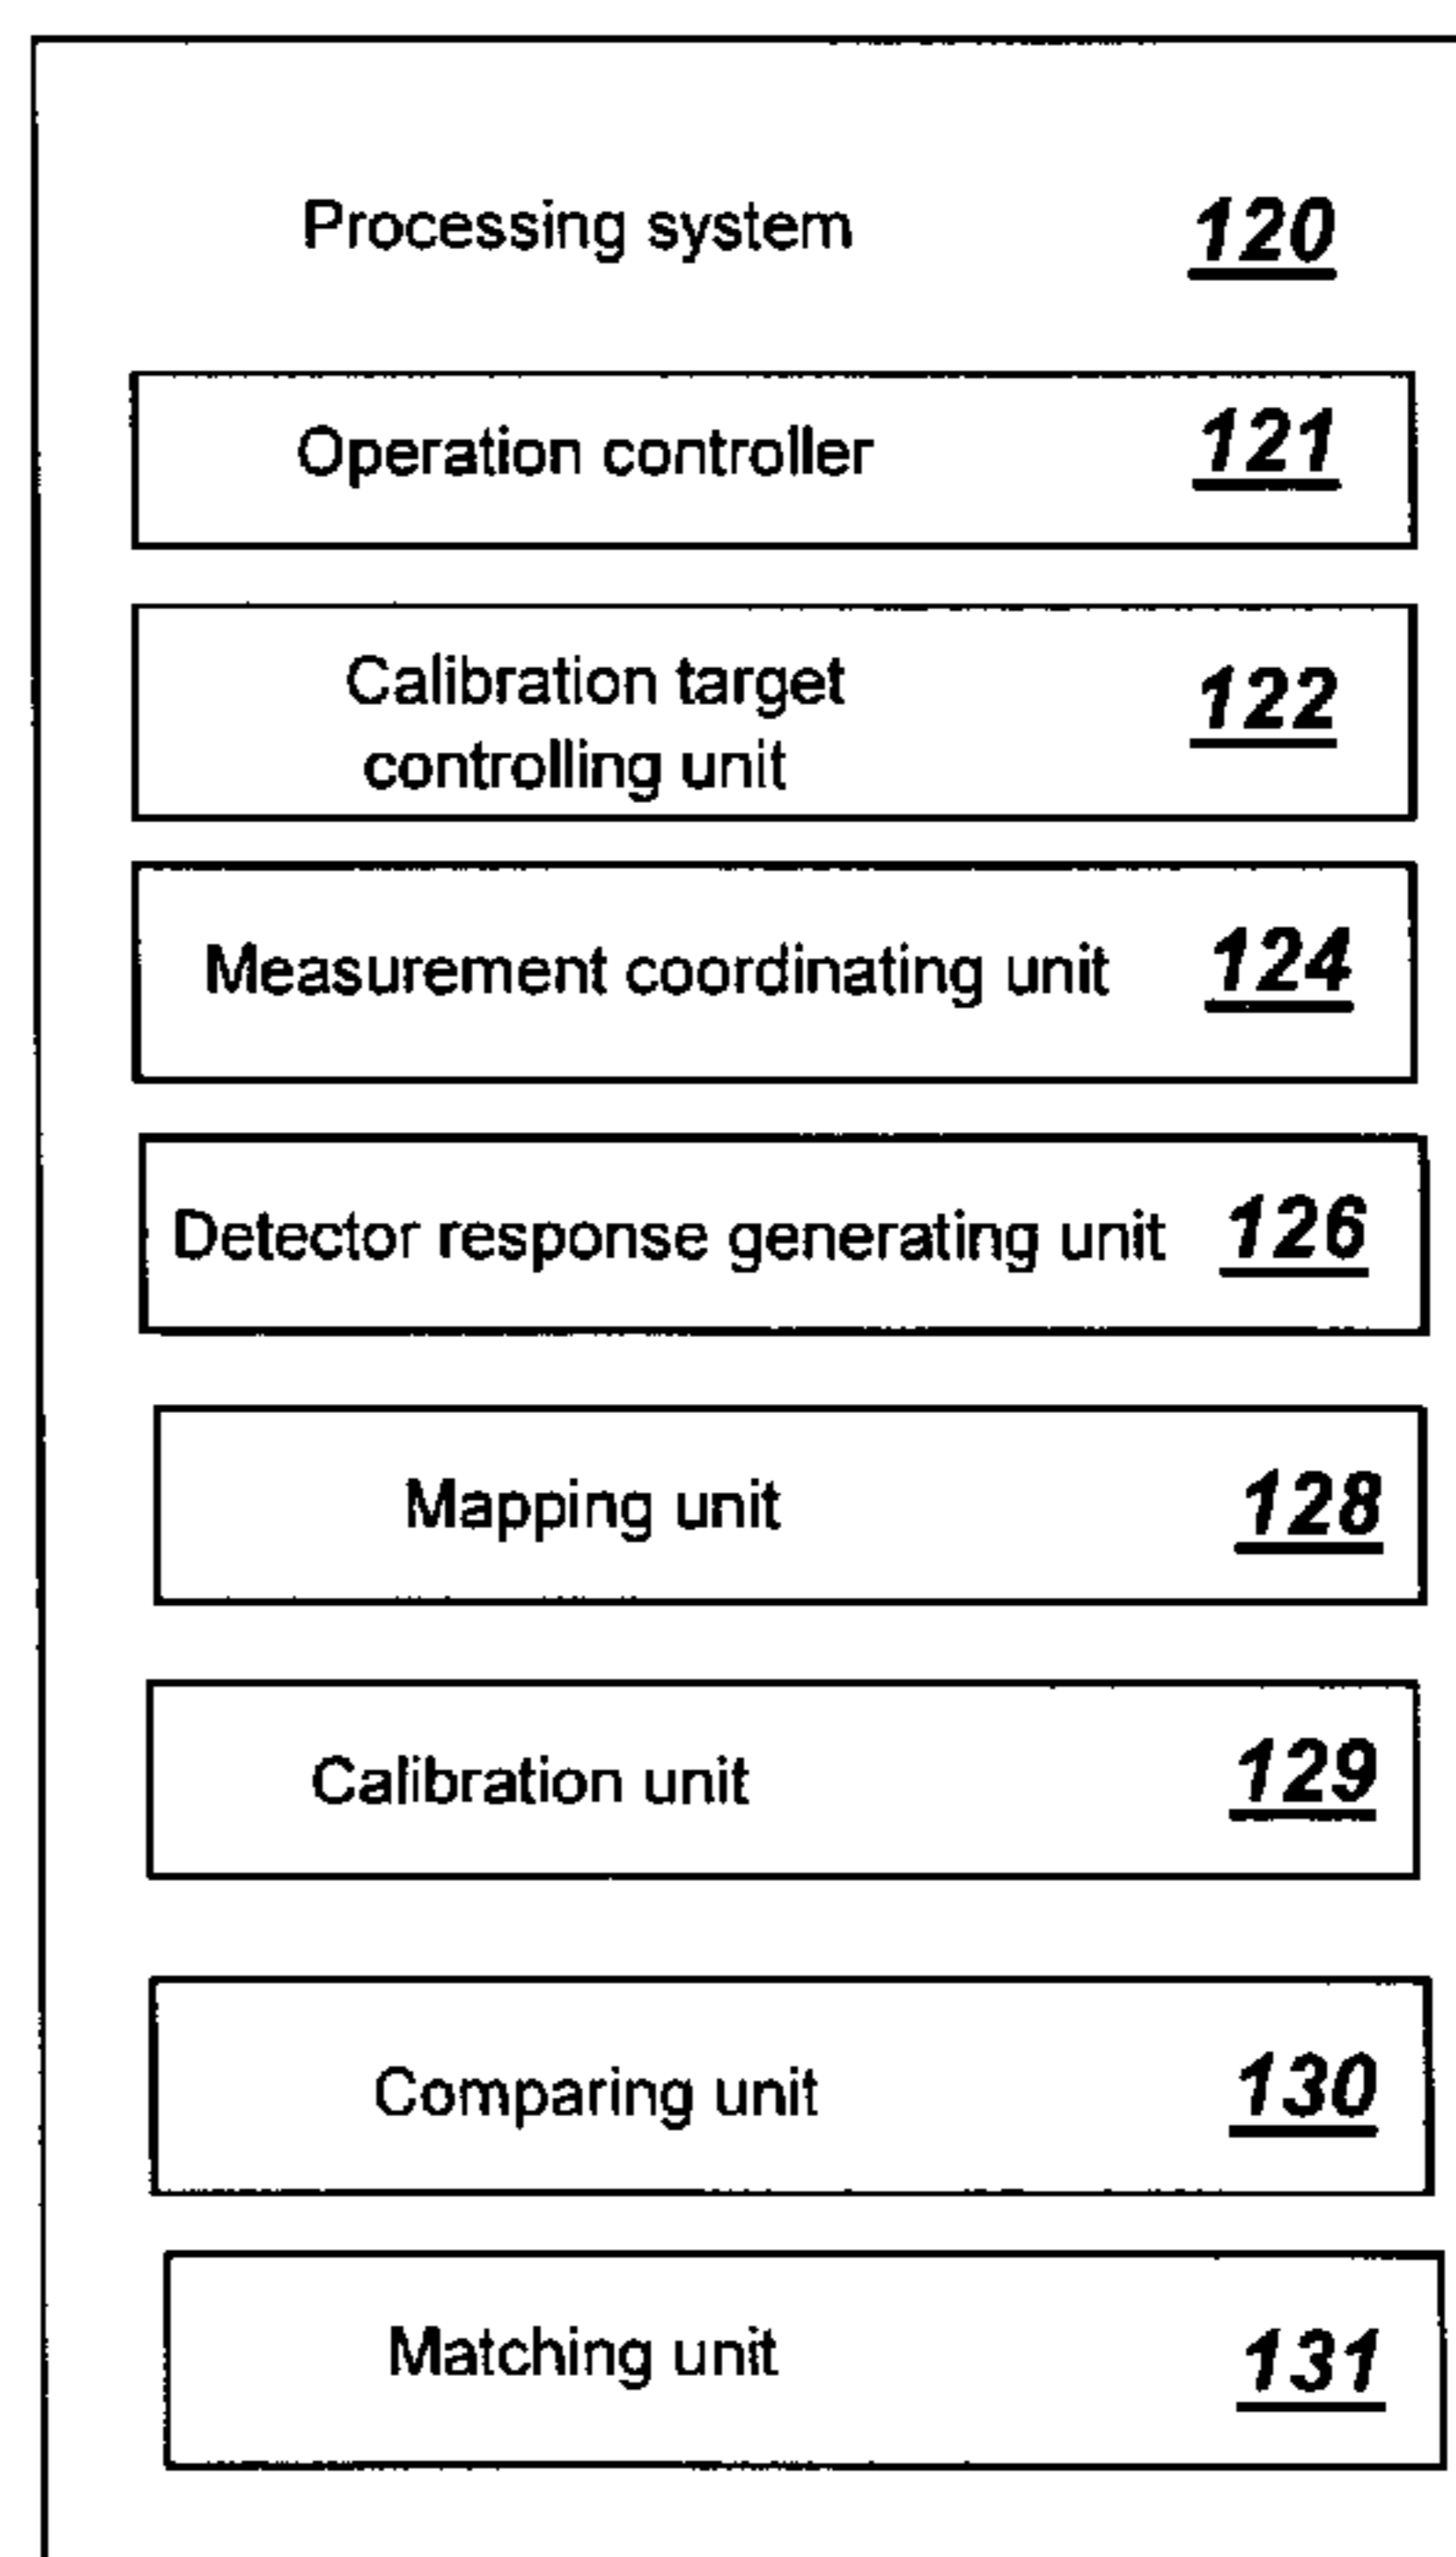 Processing system 120
Operation controller 121
Calibration target
controlling unit 122
Measurement coordinating unit 124
Detector response generating unit 126
Mapping unit 128
Calibration unit 129
Comparing unit 130
Matching unit 131